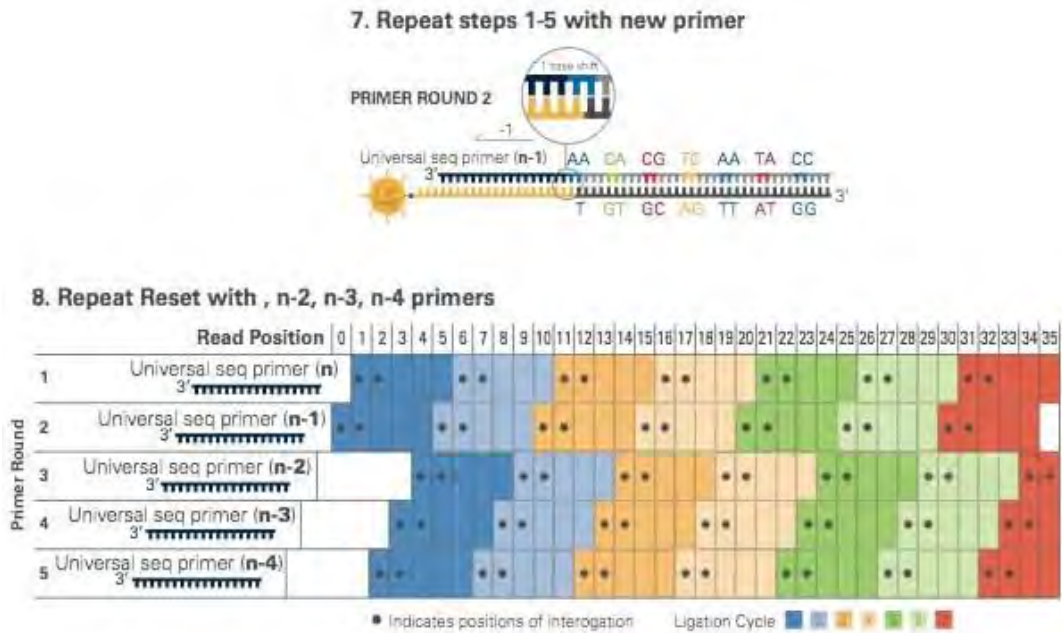 7. Repeat steps 1-5 with new primer
1 base shift
PRIMER ROUND 2
-1
Universal seq primer (n-1) AA CA CG TC AA TA CC
3'
3'
T GT GC AG TT AT GG
8. Repeat Reset with , n-2, n-3, n-4 primers
Read Position 0 1 2 3 4 5 6 7 8 9 10 11 12 13 14 15 16 17 18 19 20 21 22 23 24 25 26 27 28 29 30 31 32 33 34 35
Primer Round
1 Universal seq primer (n)
3'
2 Universal seq primer (n-1)
3'
3 Universal seq primer (n-2)
3'
4 Universal seq primer (n-3)
3'
5 Universal seq primer (n-4)
3'
• Indicates positions of interogation Ligation Cycle